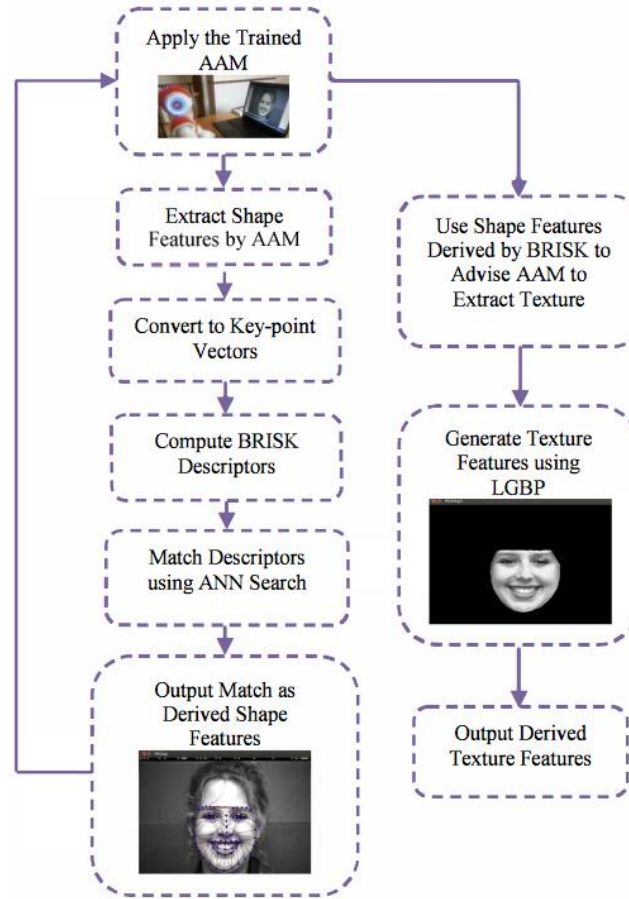 Apply the Trained
AAM
Extract Shape
Features by AAM
Convert to Key-point
Vectors
Compute BRISK
Descriptors
Match Descriptors
using ANN Search
Output Match as
Derived Shape
Features
Use Shape Features
Derived by BRISK to
Advise AAM to
Extract Texture
Generate Texture
Features using
LGBP
Output Derived
Texture Features